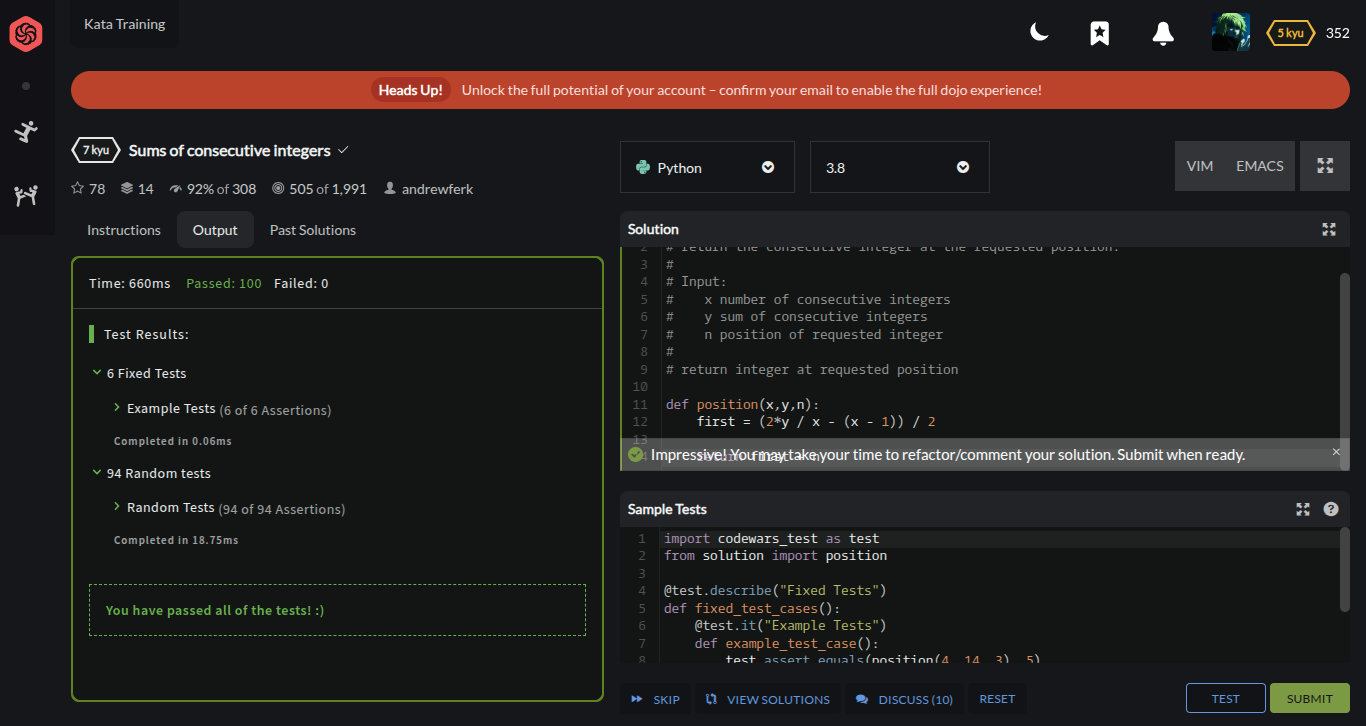 Kata Training
5 kyu 352
Heads Up! Unlock the full potential of your account – confirm your email to enable the full dojo experience!
7 kyu Sums of consecutive integers
78 14 92% of 308 505 of 1,991 andrewferk
Instructions Output Past Solutions
Time: 660ms Passed: 100 Failed: 0
Test Results:
6 Fixed Tests
Example Tests (6 of 6 Assertions)
Completed in 0.06ms
94 Random tests
Random Tests (94 of 94 Assertions)
Completed in 18.75ms
You have passed all of the tests! :)
Python 3.8 VIM EMACS
Solution
2 # return the consecutive integer at the requested position.
3 #
4 # Input:
5 #    x number of consecutive integers
6 #    y sum of consecutive integers
7 #    n position of requested integer
8 #
9 # return integer at requested position
10
11 def position(x,y,n):
12     first = (2*y / x - (x - 1)) / 2
13
Impressive! You may take your time to refactor/comment your solution. Submit when ready. ×
Sample Tests
1 import codewars_test as test
2 from solution import position
3
4 @test.describe("Fixed Tests")
5 def fixed_test_cases():
6     @test.it("Example Tests")
7     def example_test_case():
8         test.assert_equals(position(4, 14, 3), 5)
SKIP VIEW SOLUTIONS DISCUSS (10) RESET TEST SUBMIT